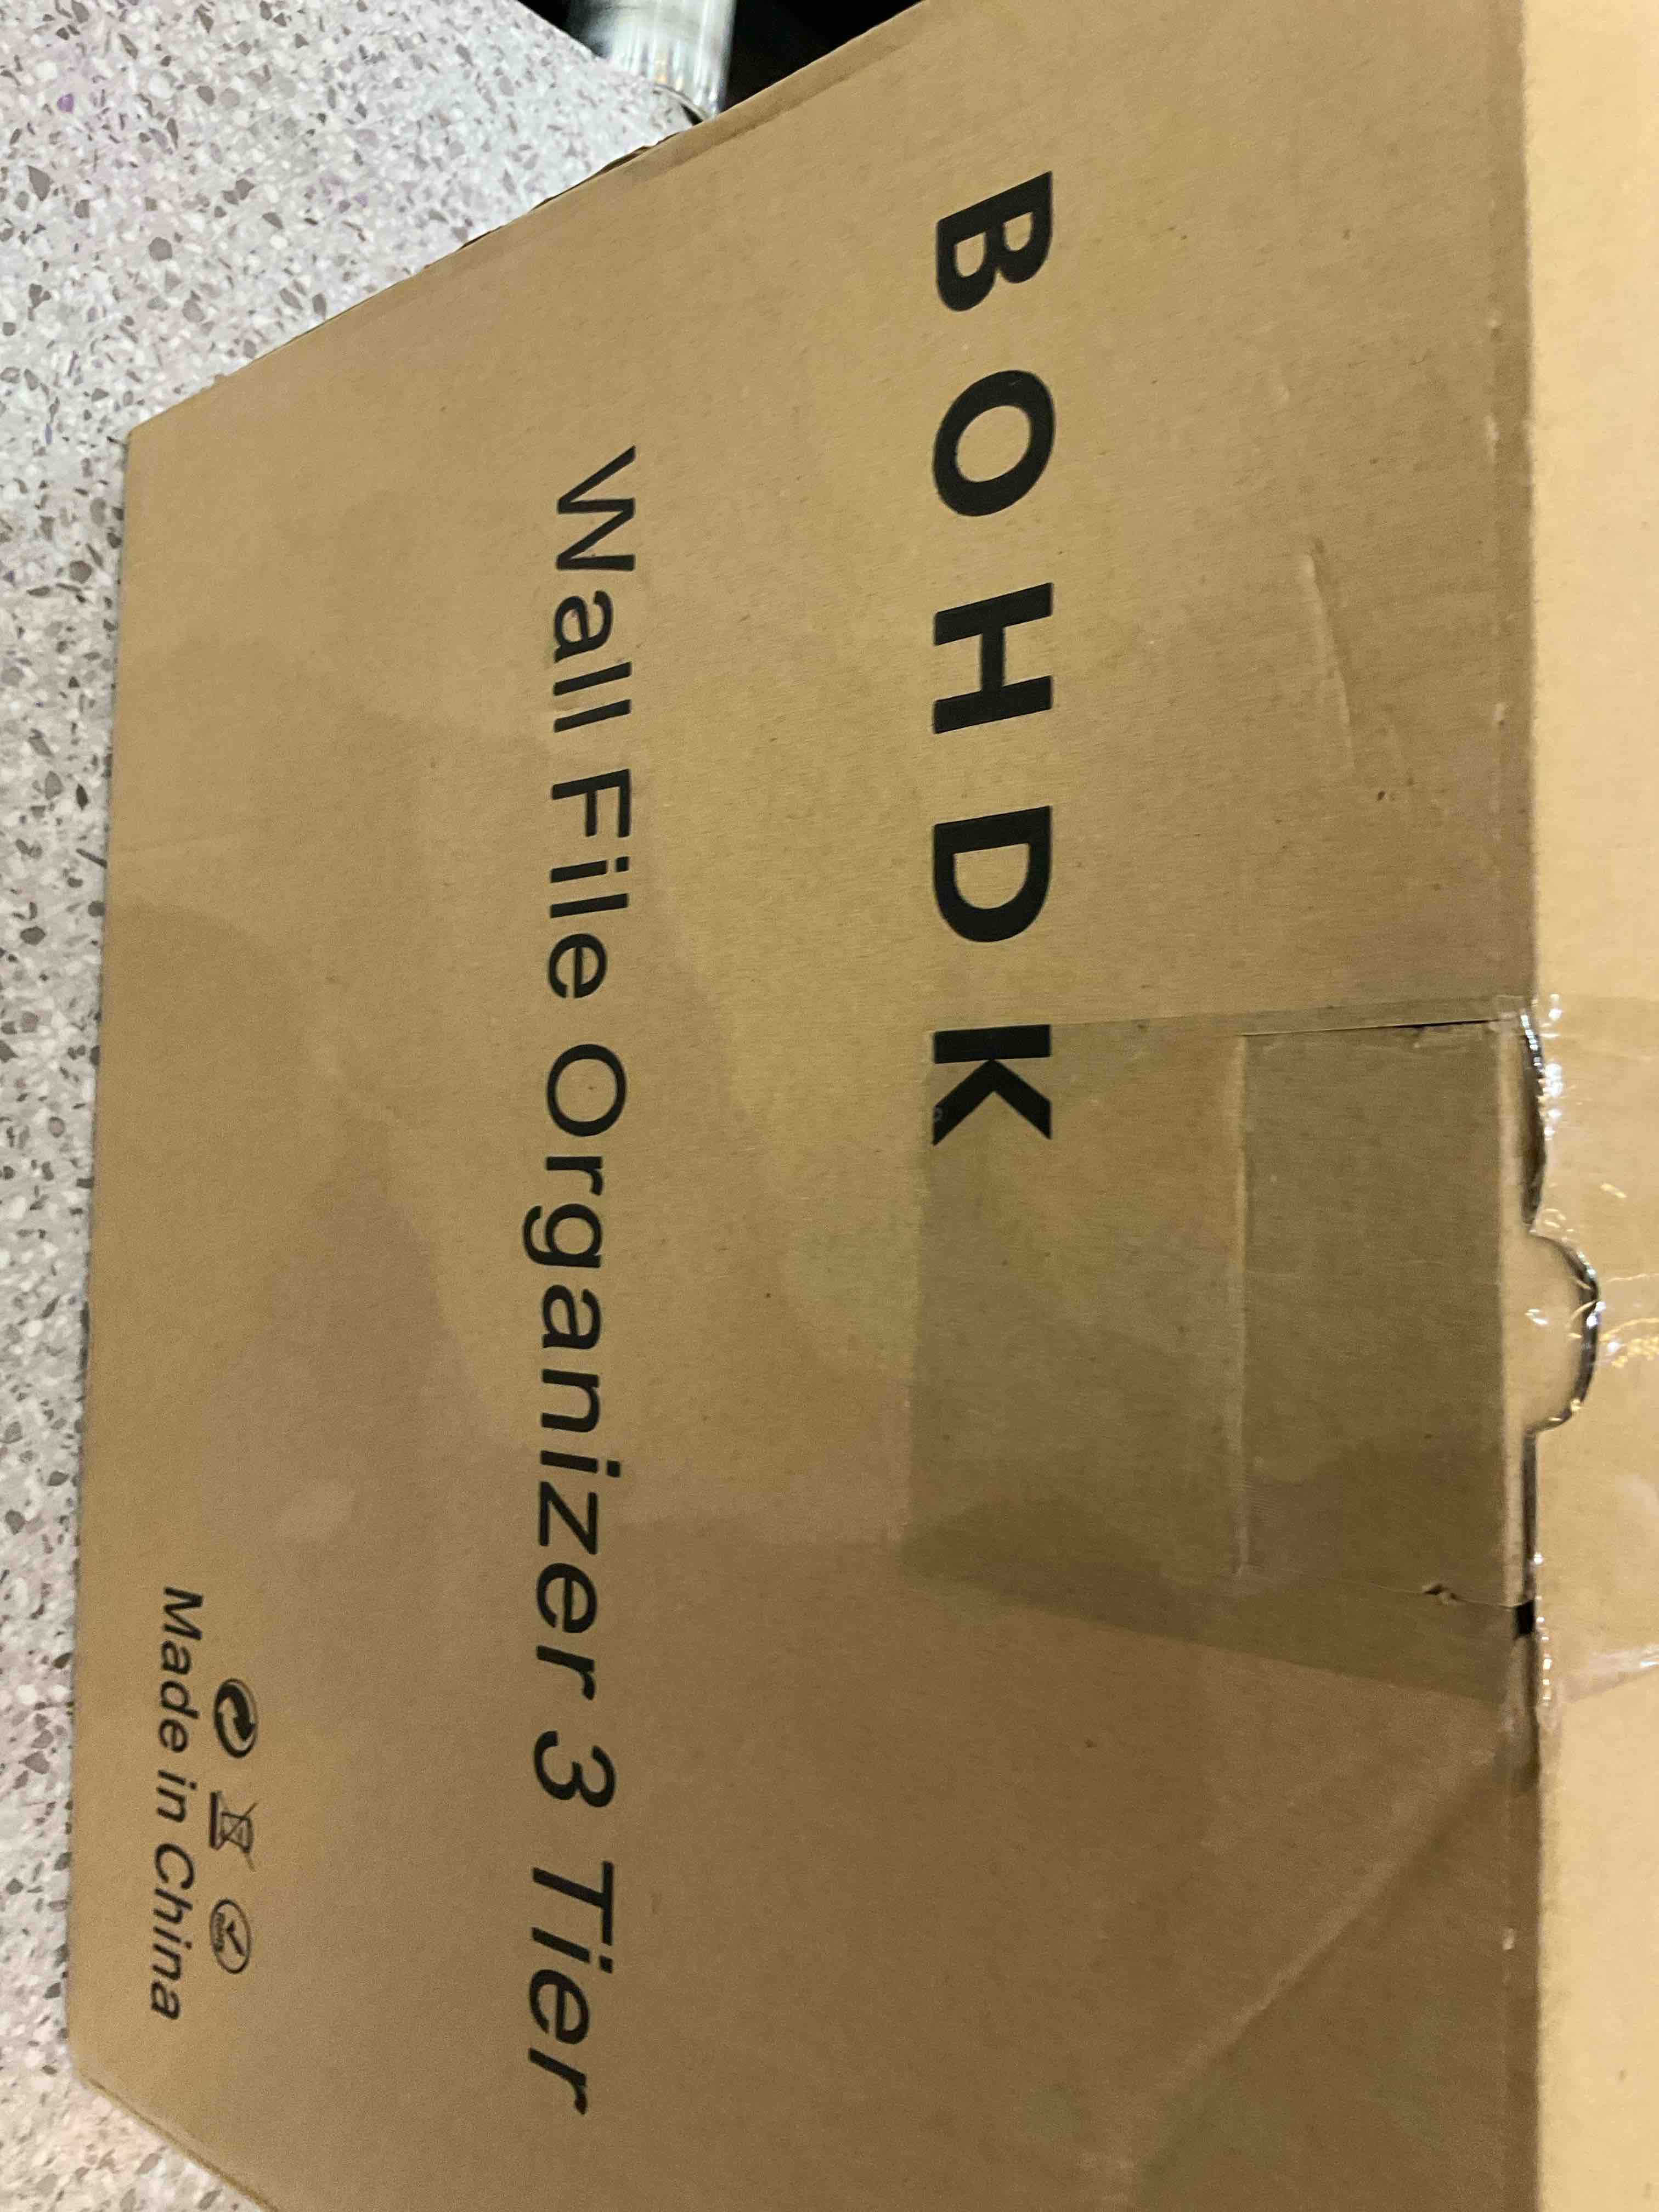 BOHDK
Wall File Organizer 3 Tier
Made in China